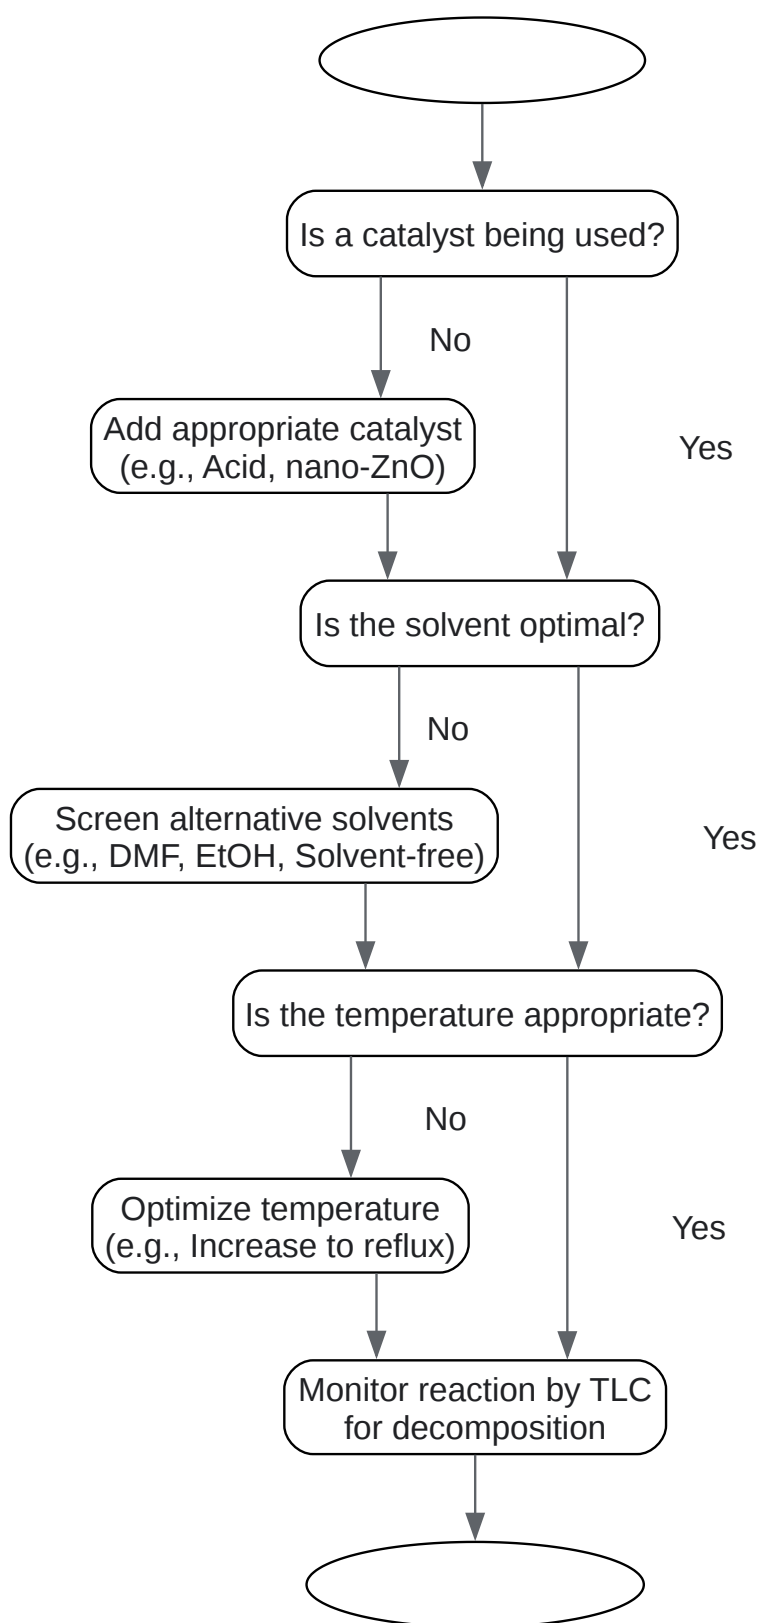 Is a catalyst being used?
No
Add appropriate catalyst
(e.g., Acid, nano-ZnO)
Yes
Is the solvent optimal?
No
Screen alternative solvents
(e.g., DMF, EtOH, Solvent-free)
Yes
Is the temperature appropriate?
No
Optimize temperature
(e.g., Increase to reflux)
Yes
Monitor reaction by TLC
for decomposition